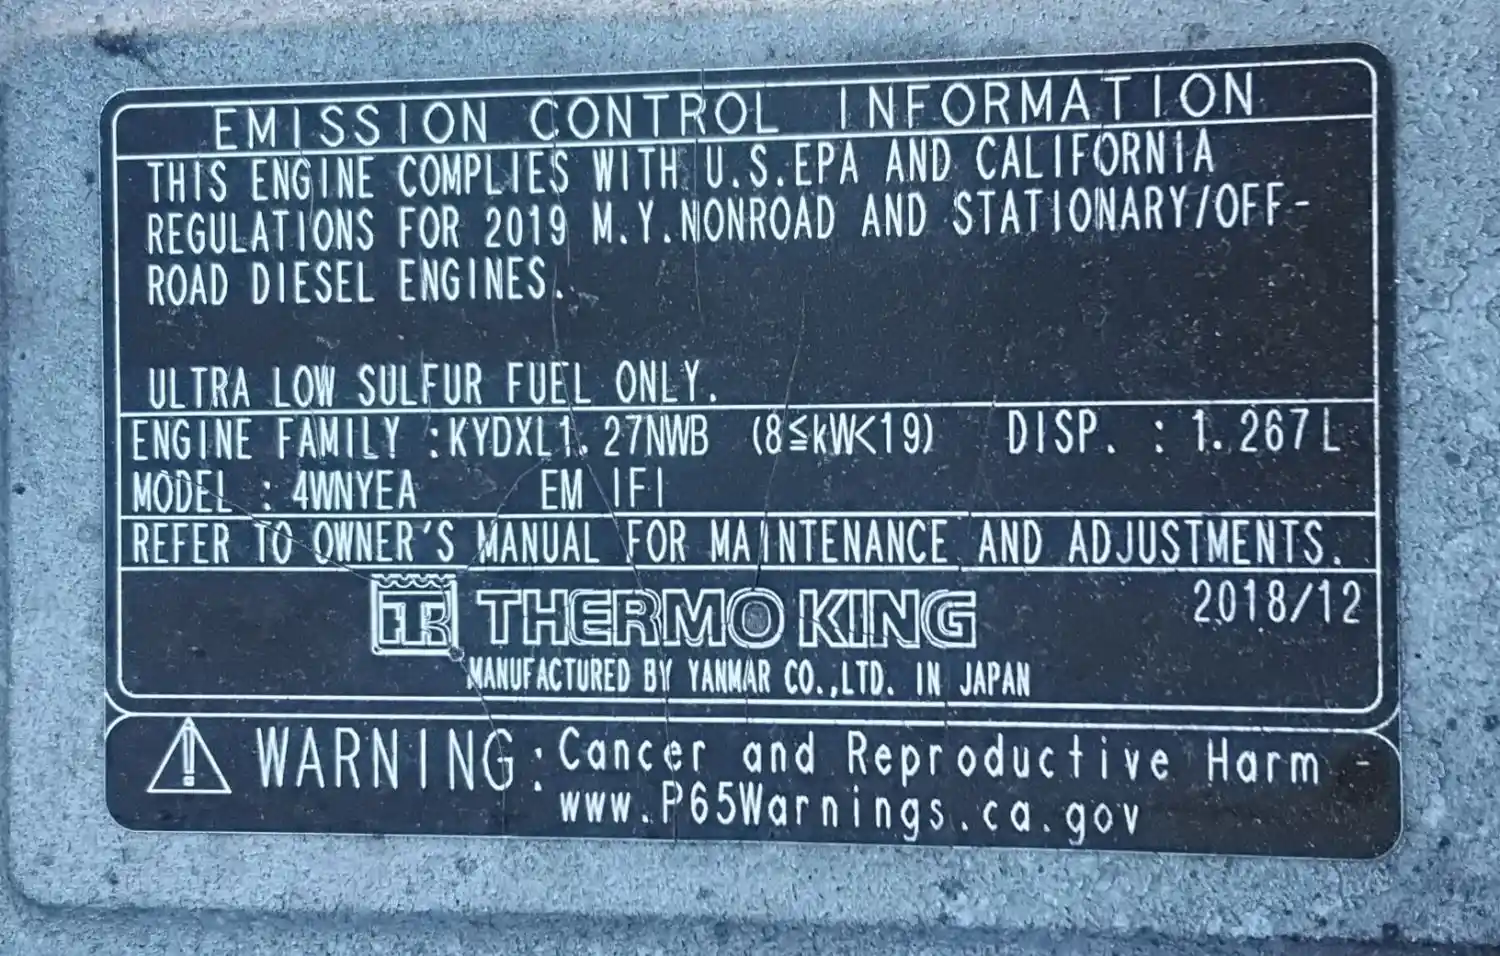 EMISSION CONTROL INFORMATION
THIS ENGINE COMPLIES WITH U.S.EPA AND CALIFORNIA
REGULATIONS FOR 2019 M.Y.NONROAD AND STATIONARY/OFF-
ROAD DIESEL ENGINES.
ULTRA LOW SULFUR FUEL ONLY.
ENGINE FAMILY :KYDXL1.27NWB (8≦kW<19) DISP. : 1.267L
MODEL : 4WNYEA EM IFI
REFER TO OWNER'S MANUAL FOR MAINTENANCE AND ADJUSTMENTS.
TK THERMO KING 2018/12
MANUFACTURED BY YANMAR CO.,LTD. IN JAPAN
WARNING: Cancer and Reproductive Harm -
www.P65Warnings.ca.gov